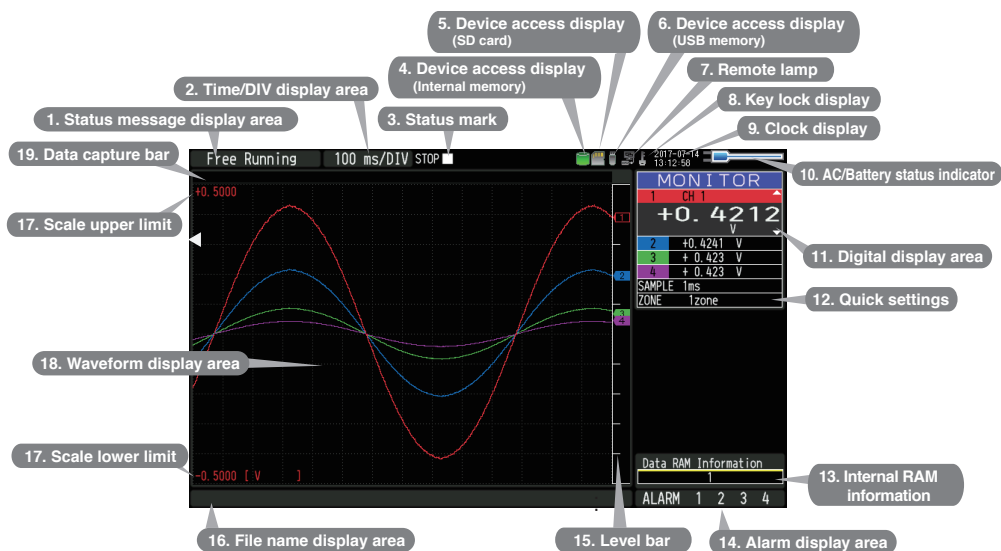 5. Device access display
(SD card)
6. Device access display
(USB memory)
4. Device access display
(Internal memory)
7. Remote lamp
2. Time/DIV display area
8. Key lock display
1. Status message display area
3. Status mark
9. Clock display
19. Data capture bar
Free Running
100 ms/DIV
STOP
2017-07-14
13:12:56
10. AC/Battery status indicator
+0.5000
17. Scale upper limit
MONITOR
1 CH 1
+0.4212
V
2 +0.4241 V
3 + 0.423 V
4 + 0.423 V
SAMPLE 1ms
ZONE 1zone
11. Digital display area
12. Quick settings
1
2
3
4
18. Waveform display area
17. Scale lower limit
-0.5000 [ V ]
Data RAM Information
1
13. Internal RAM
information
ALARM 1 2 3 4
16. File name display area
15. Level bar
14. Alarm display area